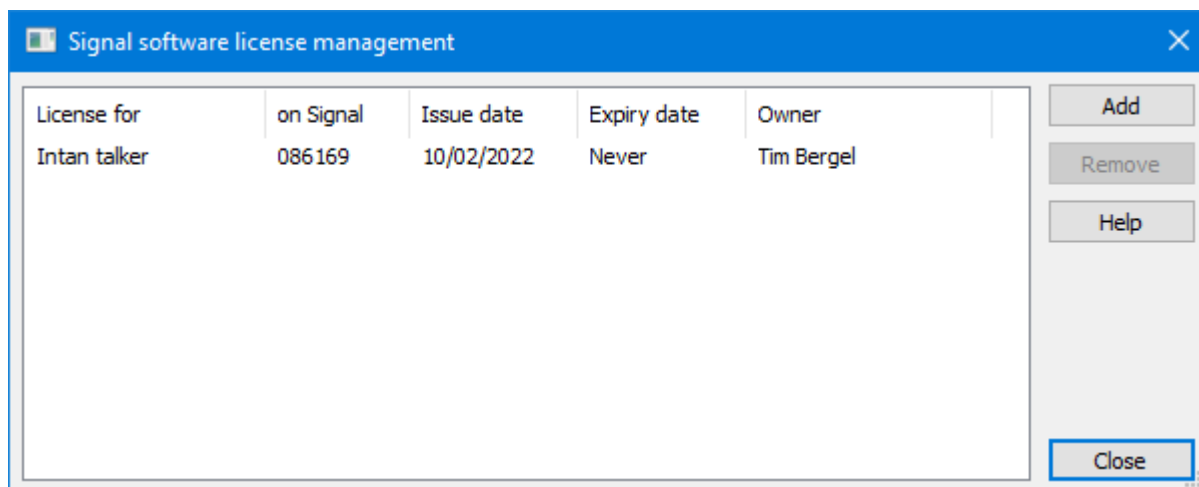 Signal software license management
License for on Signal Issue date Expiry date Owner
Intan talker 086169 10/02/2022 Never Tim Bergel
Add
Remove
Help
Close